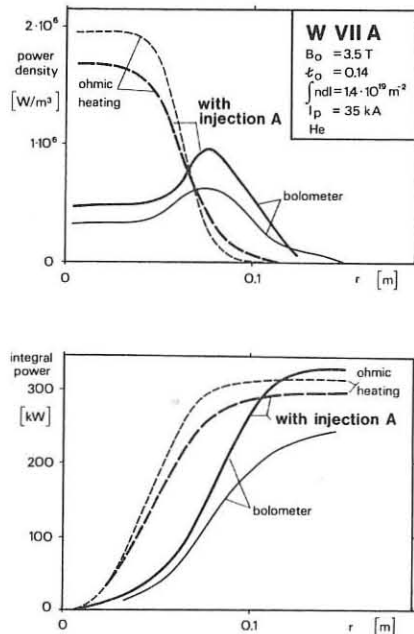 2·10⁶
power
density
[W/m³]
1·10⁶
0
ohmic
heating
with
injection A
bolometer
W VII A
B₀ = 3,5 T
ɫ₀ = 0.14
∫ndl = 1.4·10¹⁹ m⁻²
Iₚ = 35 kA
He
0
0.1
r [m]
integral
power
[kW]
300
200
100
0
ohmic
heating
with injection A
bolometer
0
0.1
r [m]